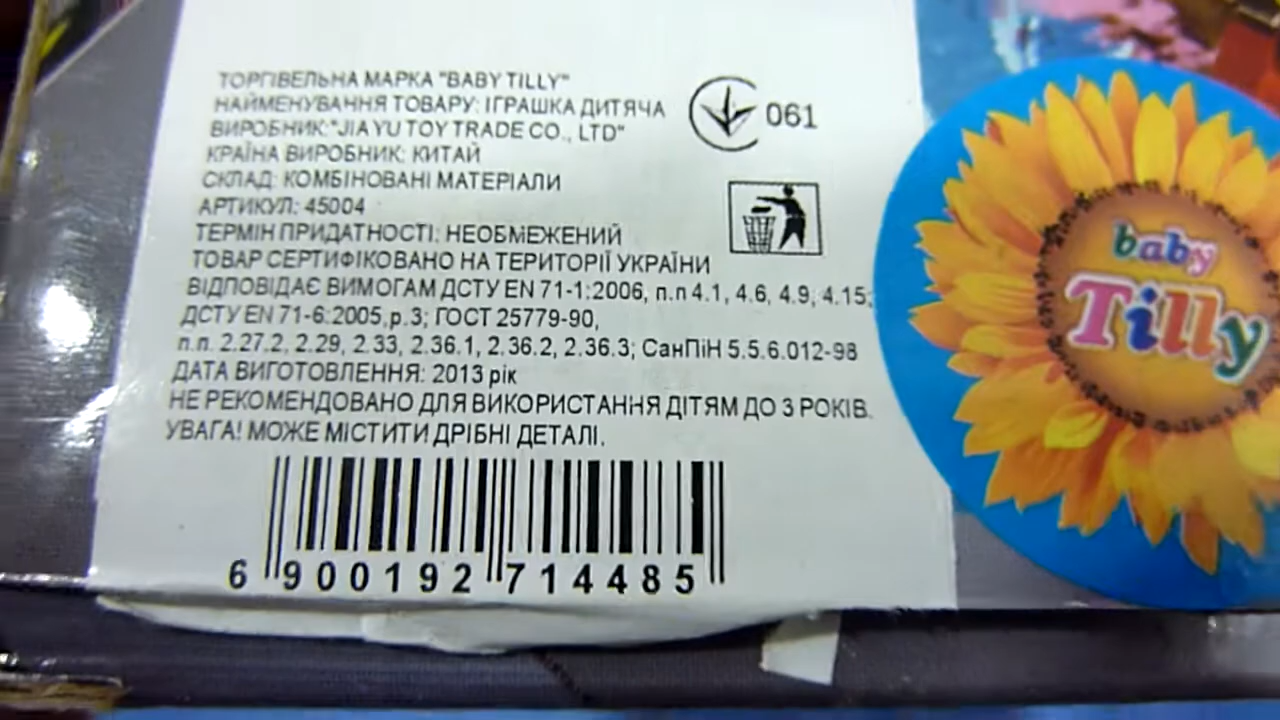 ТОРГІВЕЛЬНА МАРКА "BABY TILLY"
НАЙМЕНУВАННЯ ТОВАРУ: ІГРАШКА ДИТЯЧА
ВИРОБНИК:"JIA YU TOY TRADE CO., LTD"
КРАЇНА ВИРОБНИК: КИТАЙ
СКЛАД: КОМБІНОВАНІ МАТЕРІАЛИ
АРТИКУЛ: 45004
ТЕРМІН ПРИДАТНОСТІ: НЕОБМЕЖЕНИЙ
ТОВАР СЕРТИФІКОВАНО НА ТЕРИТОРІЇ УКРАЇНИ
ВІДПОВІДАЄ ВИМОГАМ ДСТУ EN 71-1:2006, п.п 4.1, 4.6, 4.9, 4.15;
ДСТУ EN 71-6:2005,р.3; ГОСТ 25779-90,
п.п. 2.27.2, 2.29, 2.33, 2.36.1, 2.36.2, 2.36.3; СанПіН 5.5.6.012-98
ДАТА ВИГОТОВЛЕННЯ: 2013 рік
НЕ РЕКОМЕНДОВАНО ДЛЯ ВИКОРИСТАННЯ ДІТЯМ ДО 3 РОКІВ.
УВАГА! МОЖЕ МІСТИТИ ДРІБНІ ДЕТАЛІ.
6 900192 714485
061
baby
Tilly